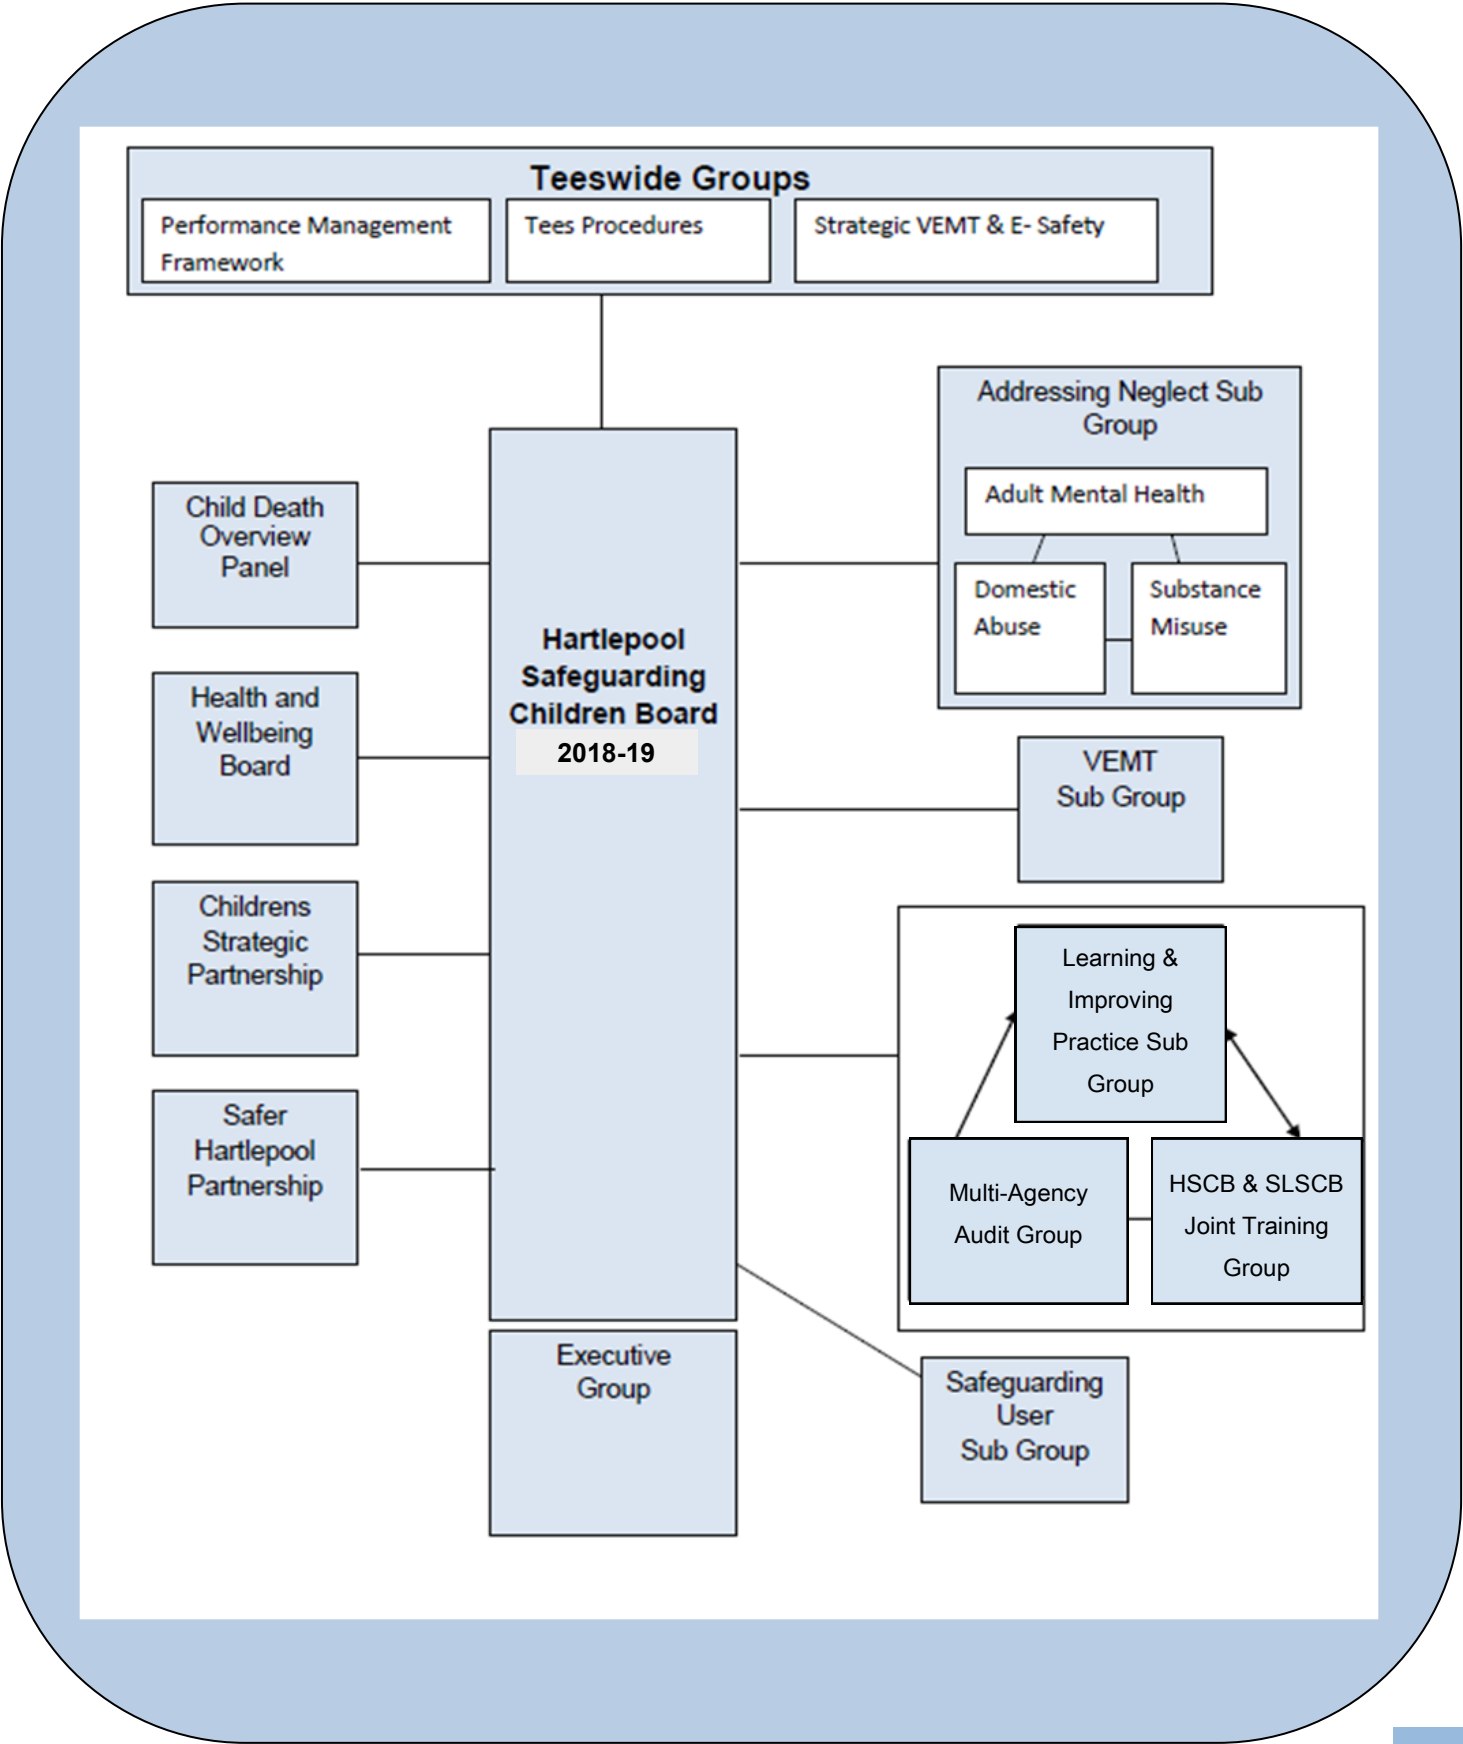 Teeswide Groups
Performance Management
Framework
Tees Procedures
Strategic VEMT & E- Safety
Addressing Neglect Sub
Group
Adult Mental Health
Domestic
Abuse
Substance
Misuse
Child Death
Overview
Panel
Hartlepool
Safeguarding
Children Board
2018-19
Health and
Wellbeing
Board
VEMT
Sub Group
Childrens
Strategic
Partnership
Learning &
Improving
Practice Sub
Group
Safer
Hartlepool
Partnership
Multi-Agency
Audit Group
HSCB & SLSCB
Joint Training
Group
Executive
Group
Safeguarding
User
Sub Group